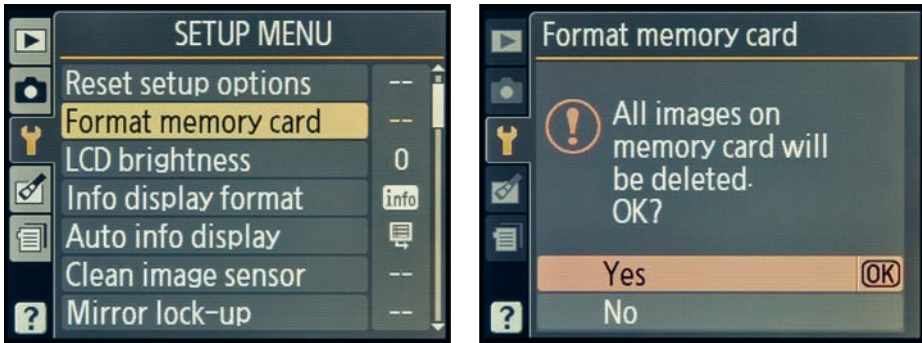 SETUP MENU
Reset setup options --
Format memory card --
LCD brightness 0
Info display format info
Auto info display
Clean image sensor --
Mirror lock-up --
?
Format memory card
All images on
memory card will
be deleted.
OK?
Yes OK
No
?